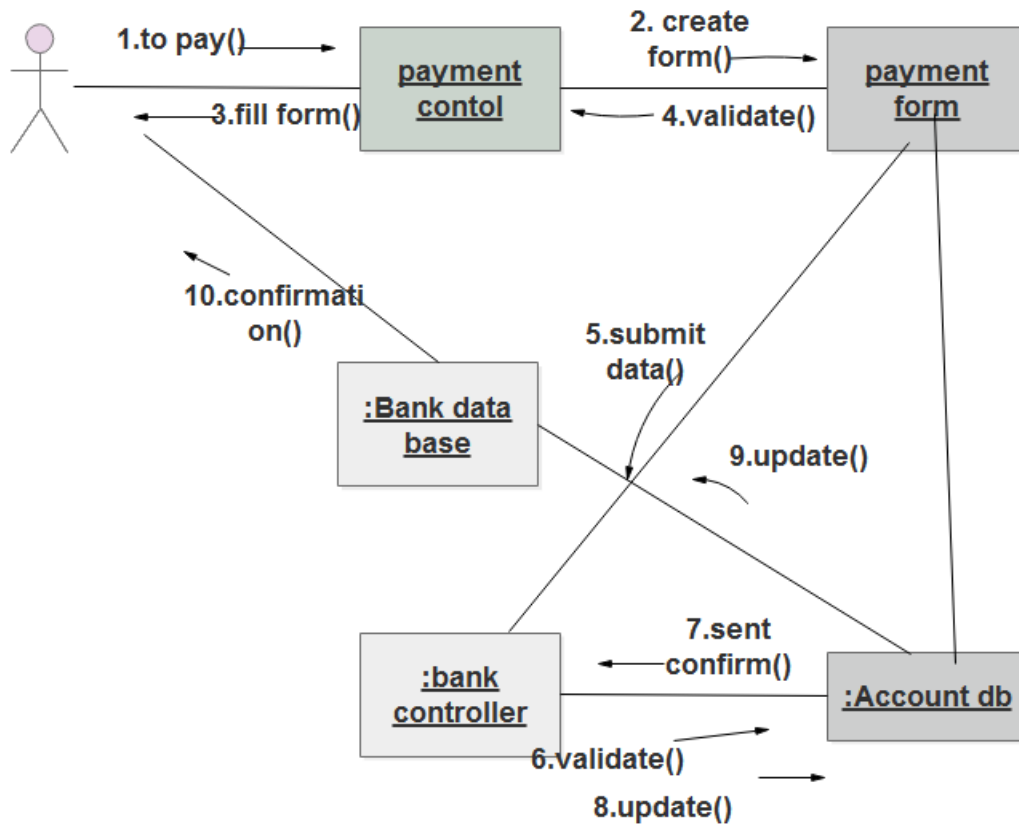 1.to pay()
2. create
form()
payment
contol
payment
form
3.fill form()
4.validate()
10.confirmati
on()
5.submit
data()
:Bank data
base
9.update()
7.sent
confirm()
:bank
controller
:Account db
6.validate()
8.update()